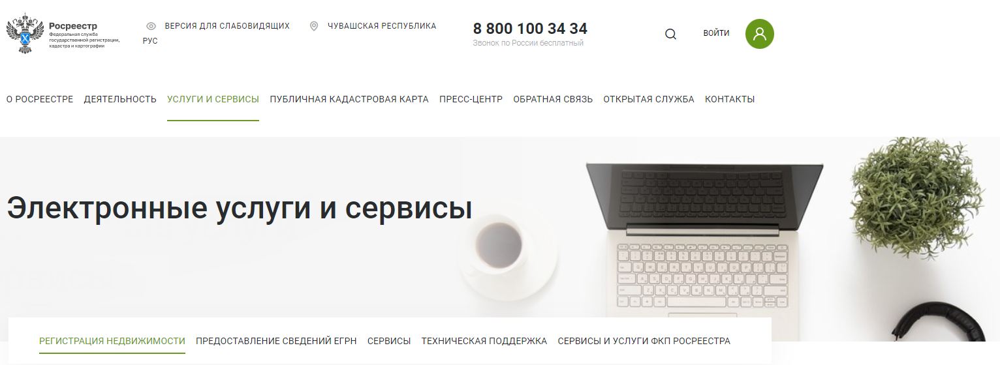 Росреестр
Федеральная служба
государственной регистрации,
кадастра и картографии
ВЕРСИЯ ДЛЯ СЛАБОВИДЯЩИХ
ЧУВАШСКАЯ РЕСПУБЛИКА
РУС
8 800 100 34 34
Звонок по России бесплатный
ВОЙТИ
О РОСРЕЕСТРЕ ДЕЯТЕЛЬНОСТЬ УСЛУГИ И СЕРВИСЫ ПУБЛИЧНАЯ КАДАСТРОВАЯ КАРТА ПРЕСС-ЦЕНТР ОБРАТНАЯ СВЯЗЬ ОТКРЫТАЯ СЛУЖБА КОНТАКТЫ
Электронные услуги и сервисы
РЕГИСТРАЦИЯ НЕДВИЖИМОСТИ ПРЕДОСТАВЛЕНИЕ СВЕДЕНИЙ ЕГРН СЕРВИСЫ ТЕХНИЧЕСКАЯ ПОДДЕРЖКА СЕРВИСЫ И УСЛУГИ ФКП РОСРЕЕСТРА